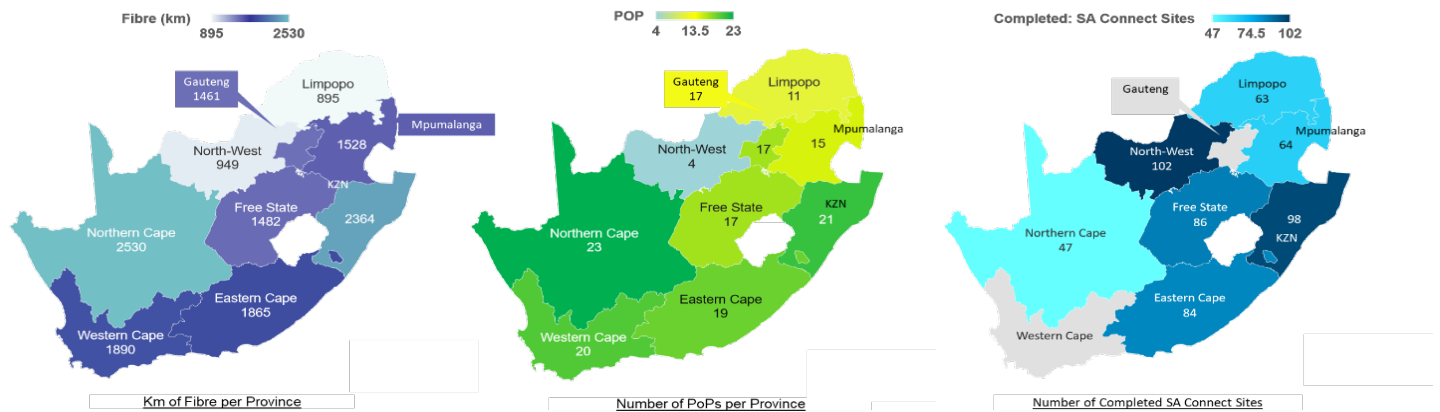 Fibre (km)
895
2530
Gauteng
1461
Limpopo
895
Mpumalanga
1528
North-West
949
KZN
2364
Free State
1482
Northern Cape
2530
Eastern Cape
1865
Western Cape
1890
Km of Fibre per Province
POP
4
13.5
23
Gauteng
17
Limpopo
11
Mpumalanga
15
17
North-West
4
KZN
21
Free State
17
Northern Cape
23
Eastern Cape
19
Western Cape
20
Number of PoPs per Province
Completed: SA Connect Sites
47
74.5
102
Gauteng
Limpopo
63
Mpumalanga
64
North-West
102
Free State
86
98
KZN
Northern Cape
47
Eastern Cape
84
Western Cape
Number of Completed SA Connect Sites